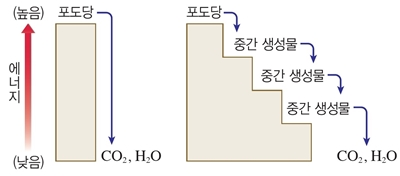 (높음)
에너지
(낮음)
포도당
CO₂, H₂O
포도당
중간 생성물
중간 생성물
중간 생성물
CO₂, H₂O